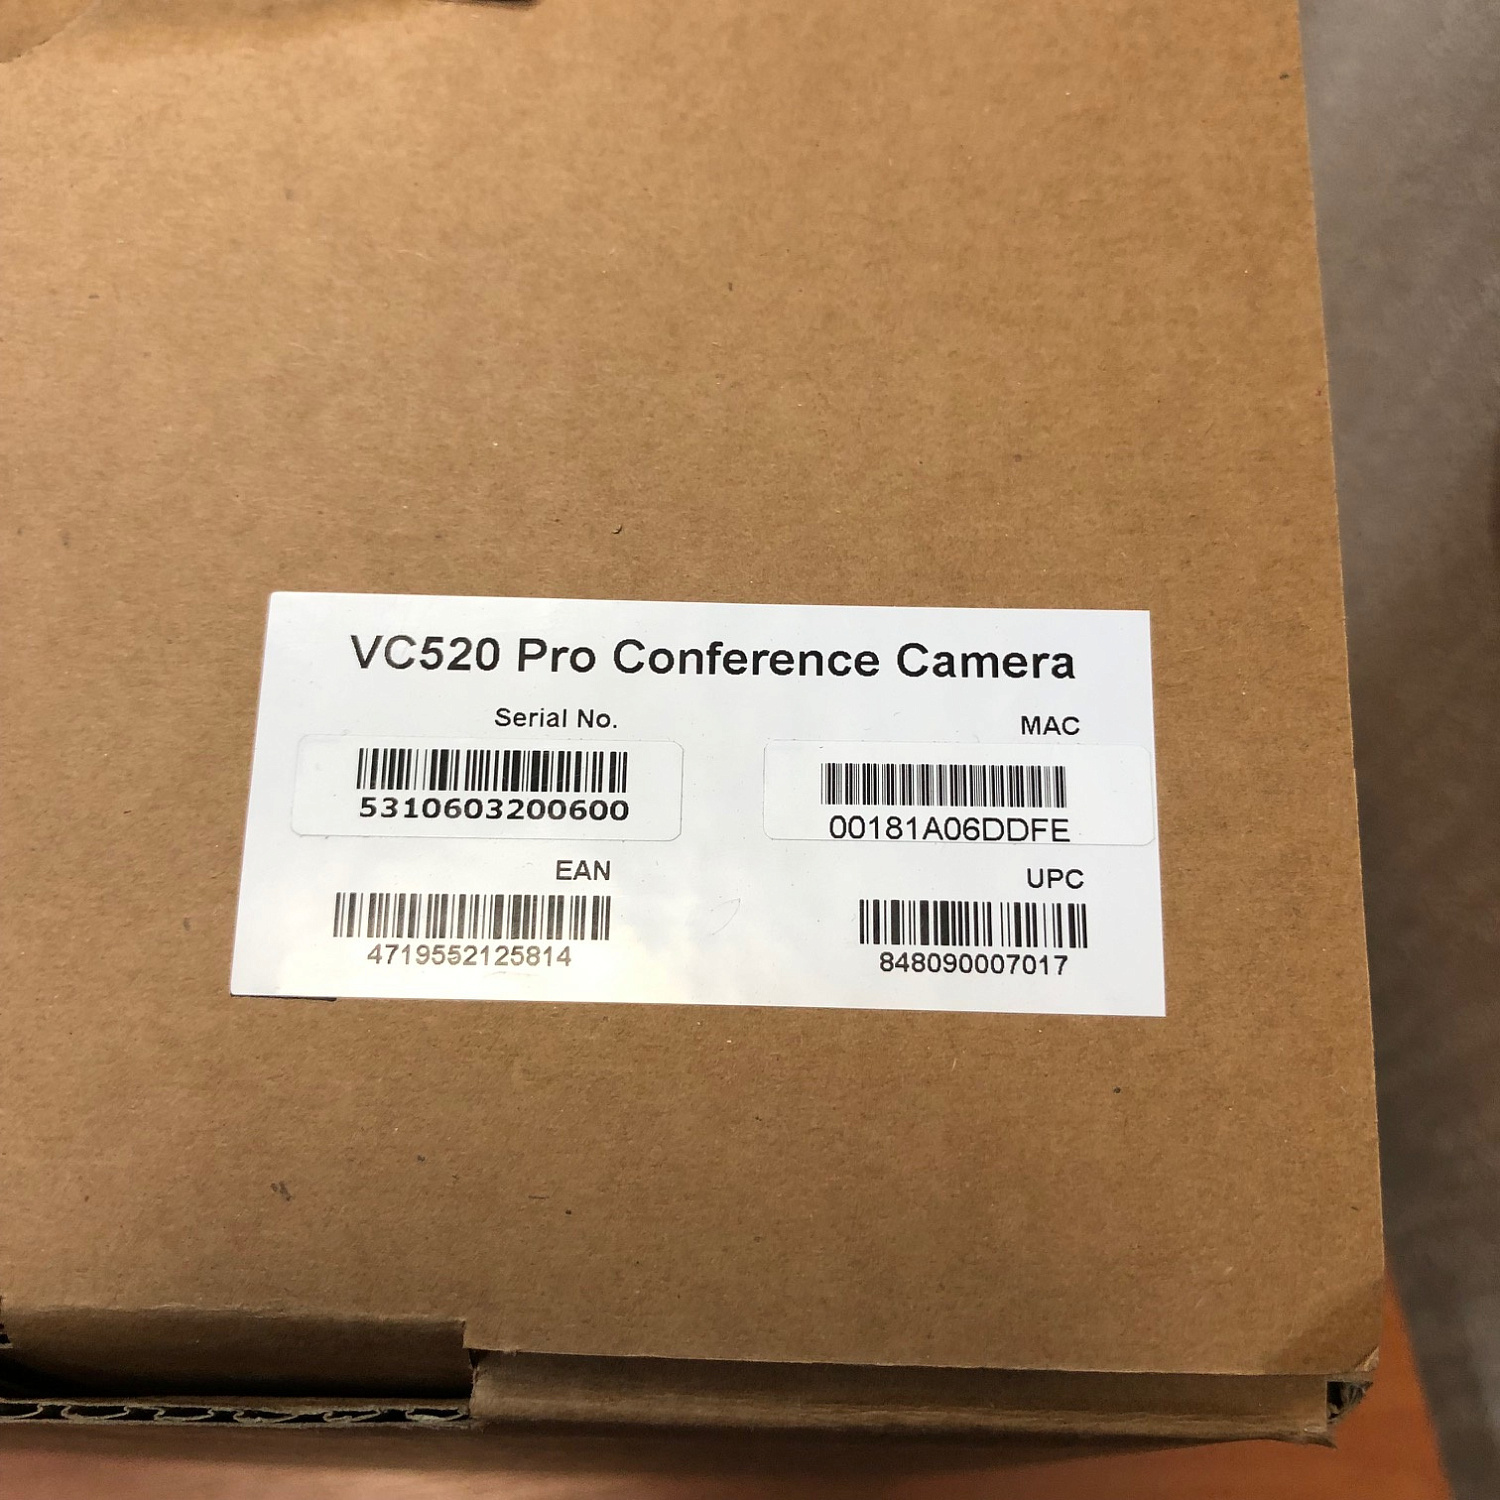 VC520 Pro Conference Camera
Serial No.
5310603200600
MAC
00181A06DDFE
EAN
4719552125814
UPC
848090007017